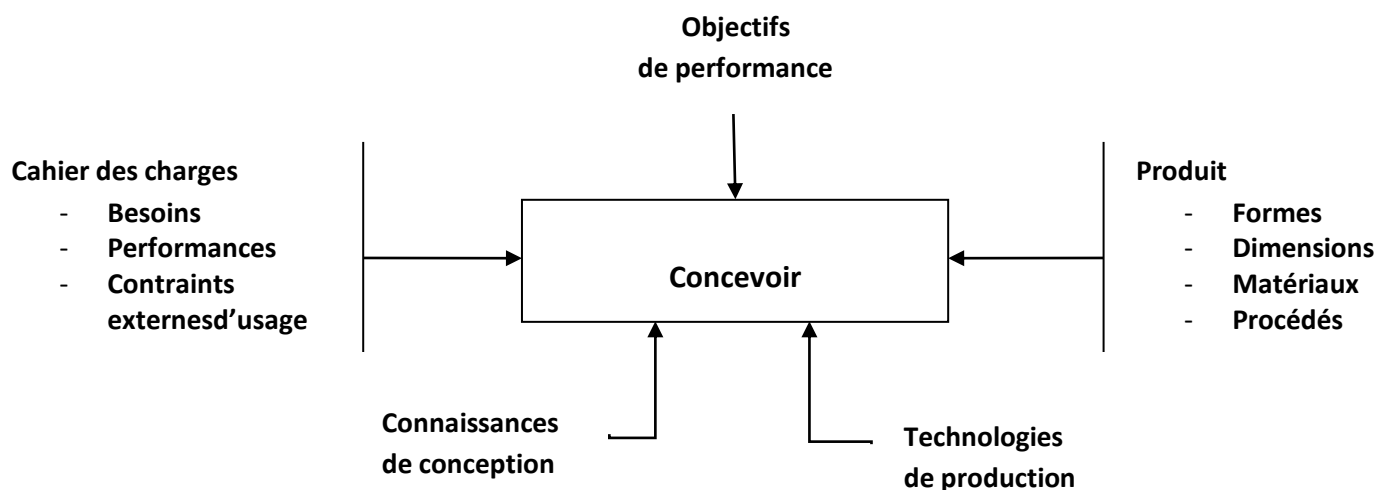 Objectifs
de performance
Cahier des charges
- Besoins
- Performances
- Contraints
externesd’usage
Concevoir
Produit
- Formes
- Dimensions
- Matériaux
- Procédés
Connaissances
de conception
Technologies
de production